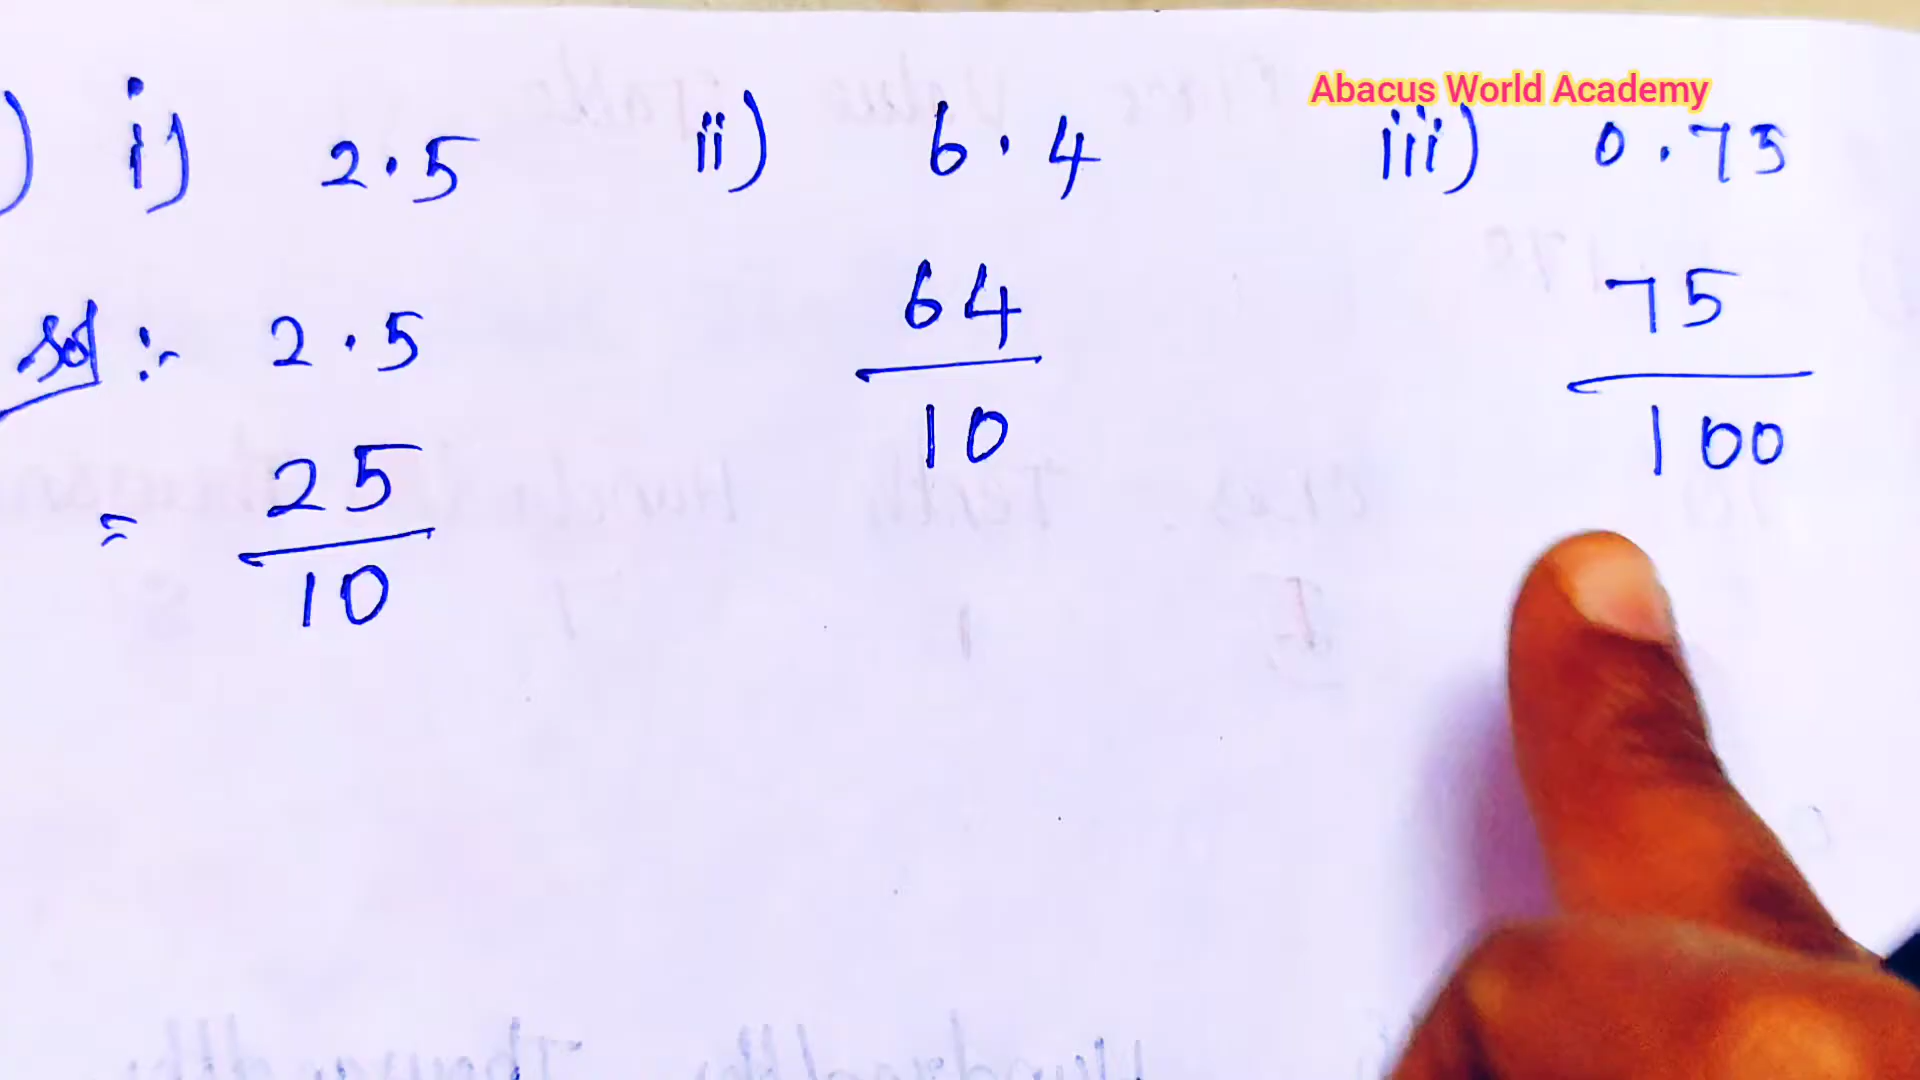 Abacus World Academy
) i) 2.5 ii) 6.4 iii) 0.75
Sol :- 2.5
64
10
75
100
= 25
10